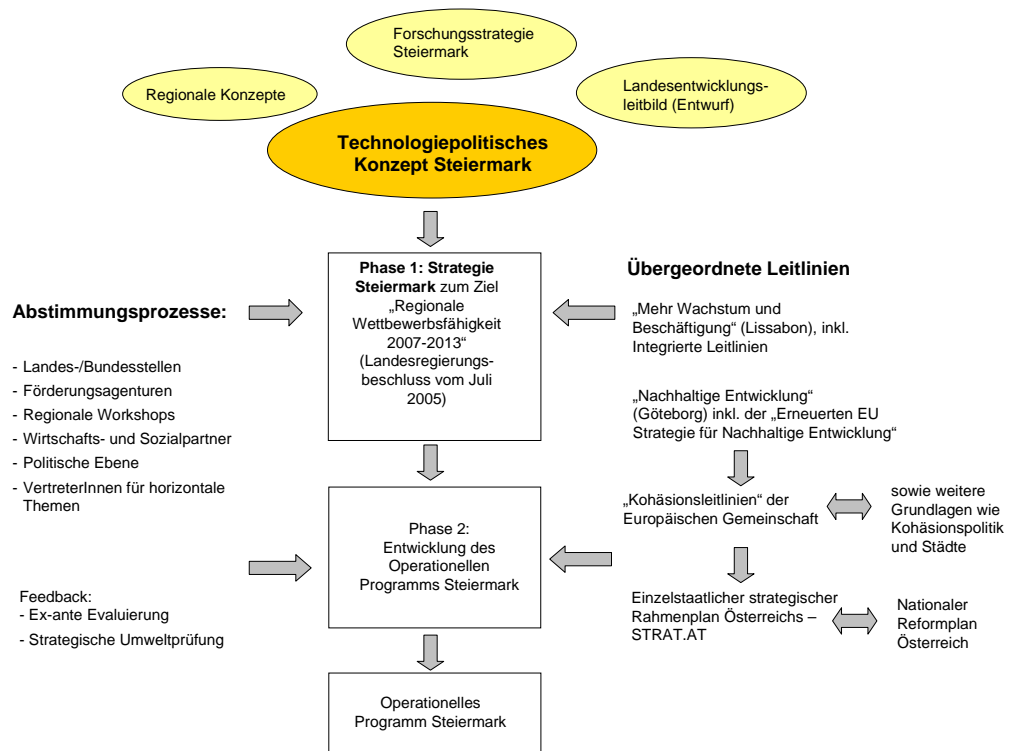 Forschungsstrategie
Steiermark
Regionale Konzepte
Landesentwicklungs-
leitbild (Entwurf)
Technologiepolitisches
Konzept Steiermark
Phase 1: Strategie
Steiermark zum Ziel
„Regionale
Wettbewerbsfähigkeit
2007-2013“
(Landesregierungs-
beschluss vom Juli
2005)
Abstimmungsprozesse:
- Landes-/Bundesstellen
- Förderungsagenturen
- Regionale Workshops
- Wirtschafts- und Sozialpartner
- Politische Ebene
- VertreterInnen für horizontale
Themen
Übergeordnete Leitlinien
„Mehr Wachstum und
Beschäftigung“ (Lissabon), inkl.
Integrierte Leitlinien
„Nachhaltige Entwicklung“
(Göteborg) inkl. der „Erneuerten EU
Strategie für Nachhaltige Entwicklung“
„Kohäsionsleitlinien“ der
Europäischen Gemeinschaft
sowie weitere
Grundlagen wie
Kohäsionspolitik
und Städte
Phase 2:
Entwicklung des
Operationellen
Programms Steiermark
Feedback:
- Ex-ante Evaluierung
- Strategische Umweltprüfung
Einzelstaatlicher strategischer
Rahmenplan Österreichs –
STRAT.AT
Nationaler
Reformplan
Österreich
Operationelles
Programm Steiermark